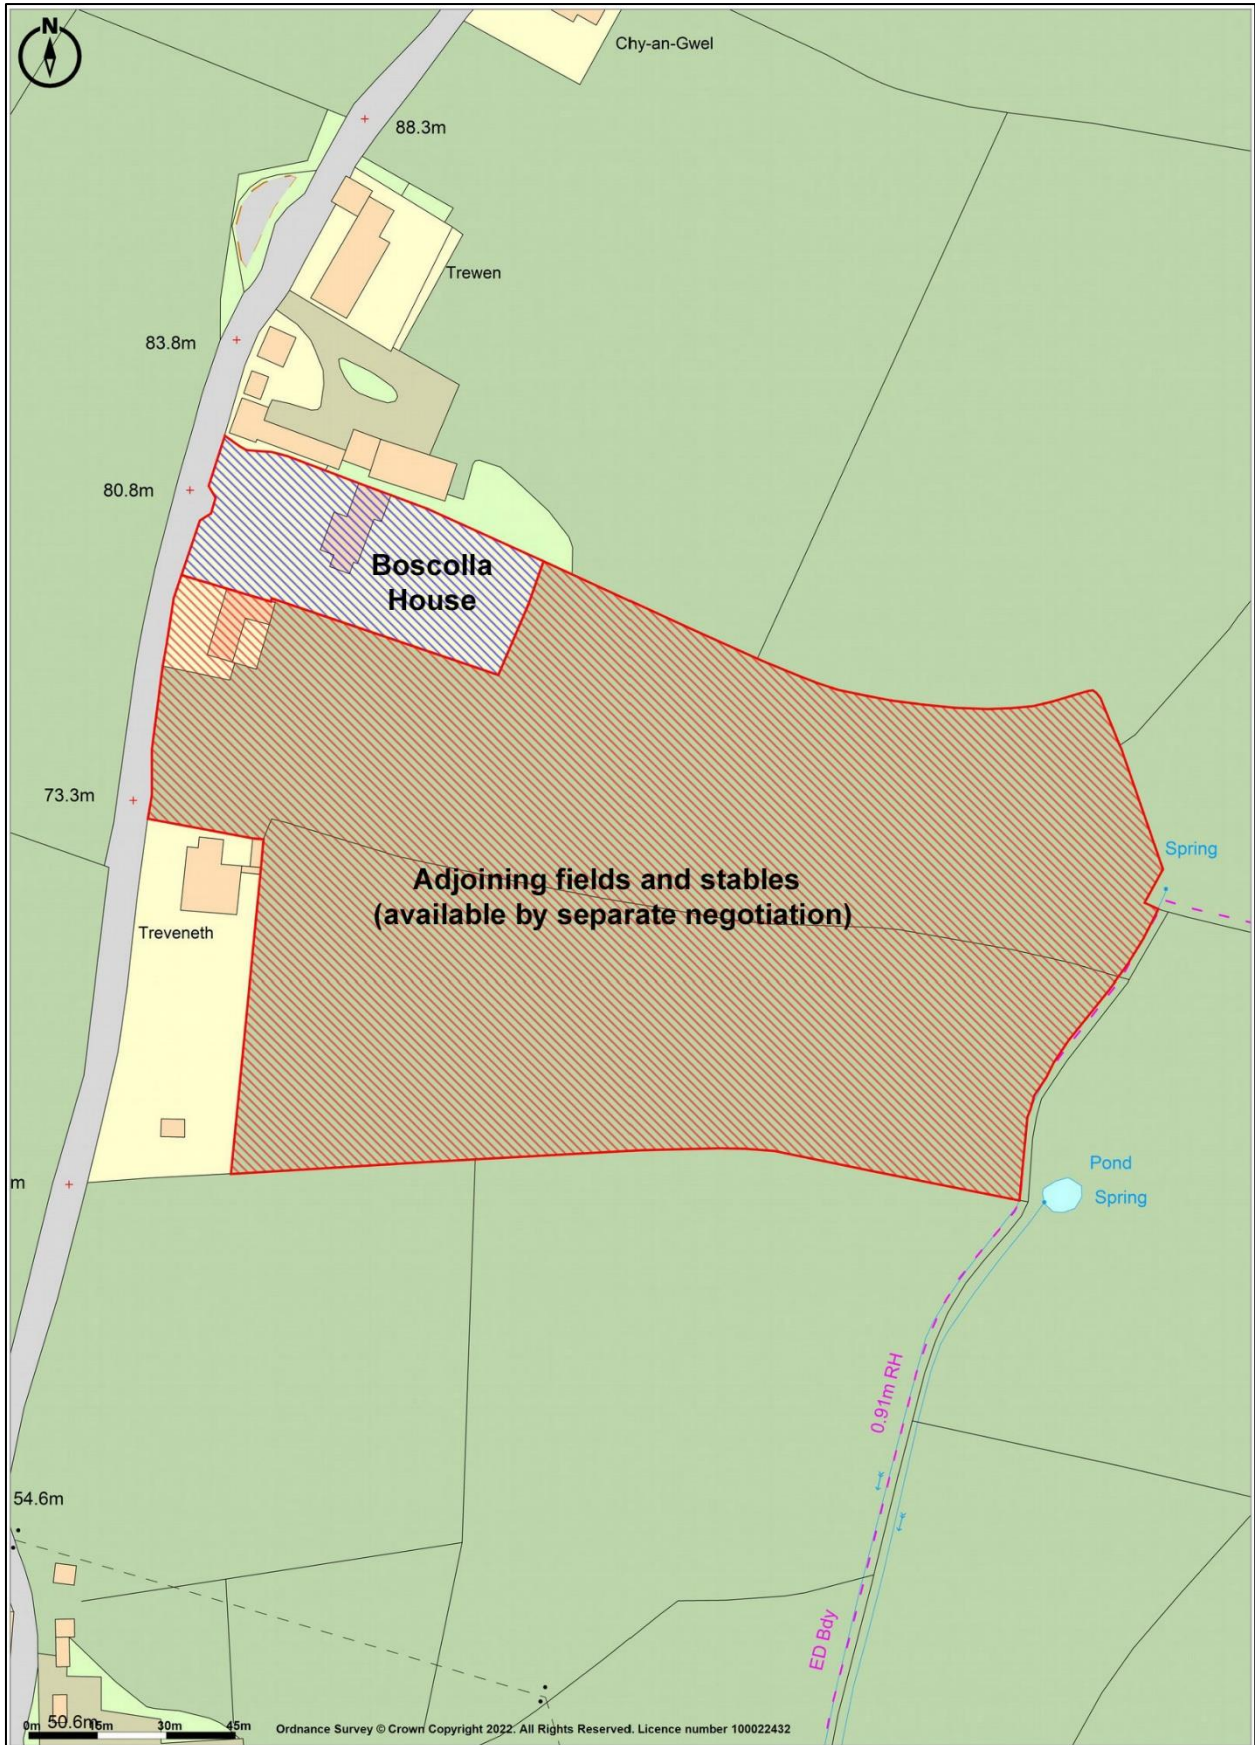 N
Chy-an-Gwel
88.3m
Trewen
83.8m
80.8m
Boscolla
House
73.3m
Spring
Adjoining fields and stables
(available by separate negotiation)
Treveneth
m
Pond
Spring
0.91m RH
54.6m
ED Bdy
50.6m
0m 15m 30m 45m
Ordnance Survey © Crown Copyright 2022. All Rights Reserved. Licence number 100022432